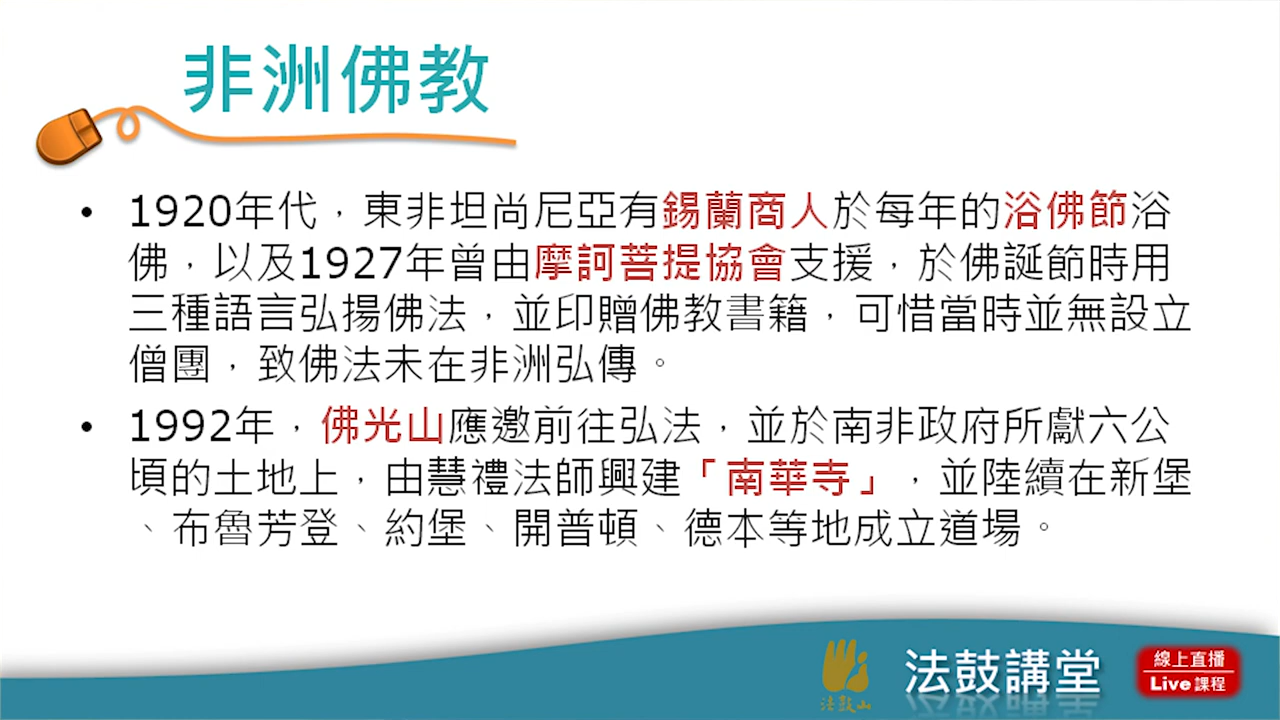 非洲佛教
• 1920年代，東非坦尚尼亞有錫蘭商人於每年的浴佛節浴
佛，以及1927年曾由摩訶菩提協會支援，於佛誕節時用
三種語言弘揚佛法，並印贈佛教書籍，可惜當時並無設立
僧團，致佛法未在非洲弘傳。
• 1992年，佛光山應邀前往弘法，並於南非政府所獻六公
頃的土地上，由慧禮法師興建「南華寺」，並陸續在新堡
、布魯芳登、約堡、開普頓、德本等地成立道場。
法鼓山
法鼓講堂
線上直播
Live課程